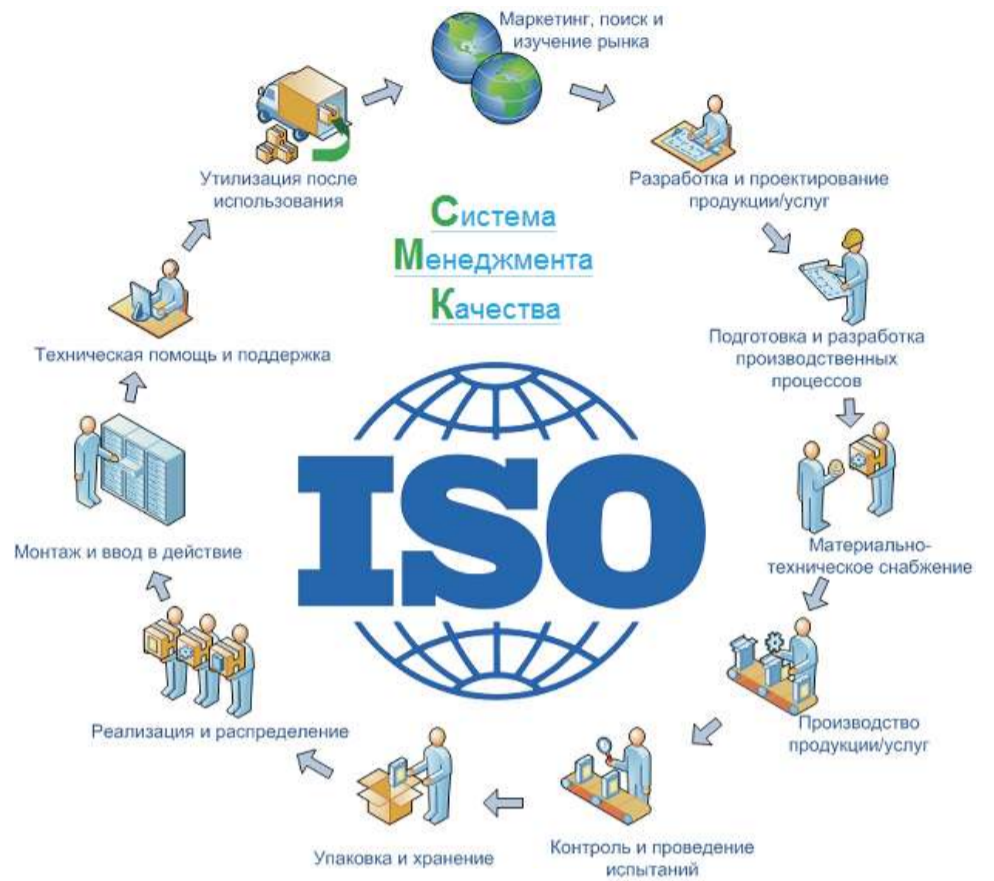 Маркетинг, поиск и
изучение рынка
Разработка и проектирование
продукции/услуг
Подготовка и разработка
производственных
процессов
Материально-
техническое снабжение
Производство
продукции/услуг
Контроль и проведение
испытаний
Упаковка и хранение
Реализация и распределение
Монтаж и ввод в действие
Техническая помощь и поддержка
Утилизация после
использования
Система
Менеджмента
Качества
ISO